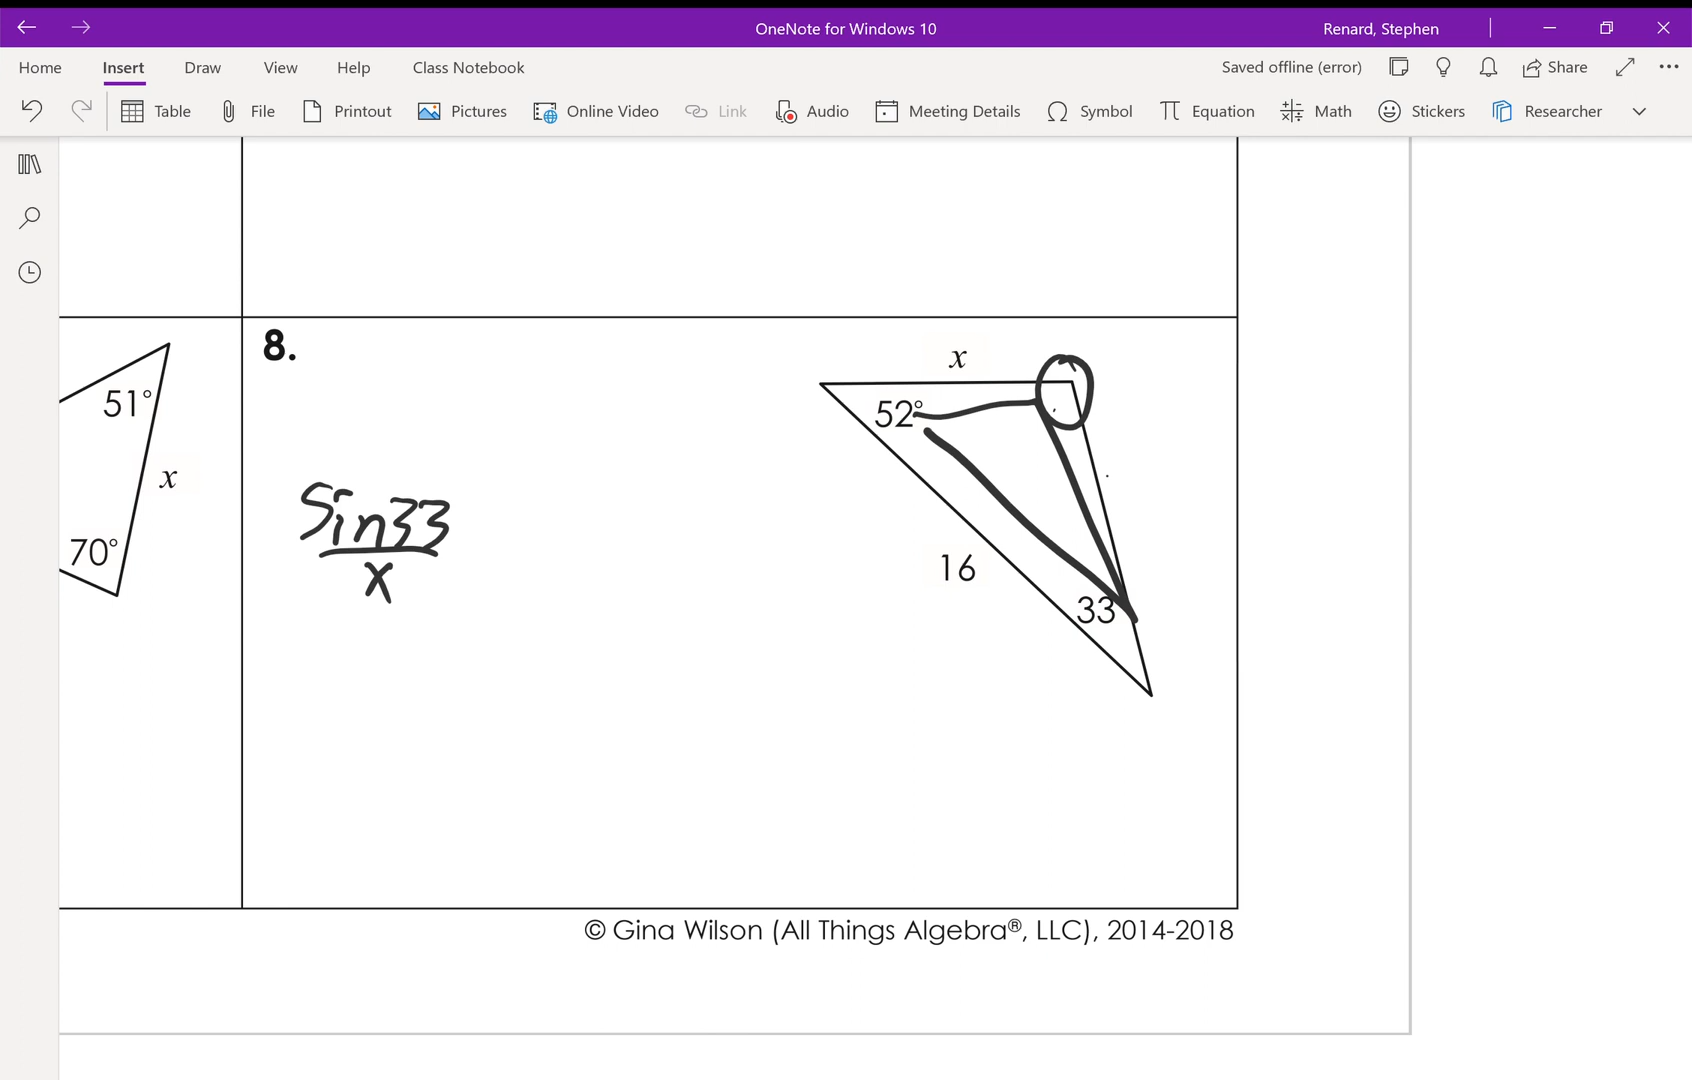 OneNote for Windows 10
Renard, Stephen
Home Insert Draw View Help Class Notebook
Saved offline (error) Share
Table File Printout Pictures Online Video Link Audio Meeting Details Symbol Equation Math Stickers Researcher
51°
x
70°
8.
x
52°
16
33
Sin33
x
© Gina Wilson (All Things Algebra®, LLC), 2014-2018